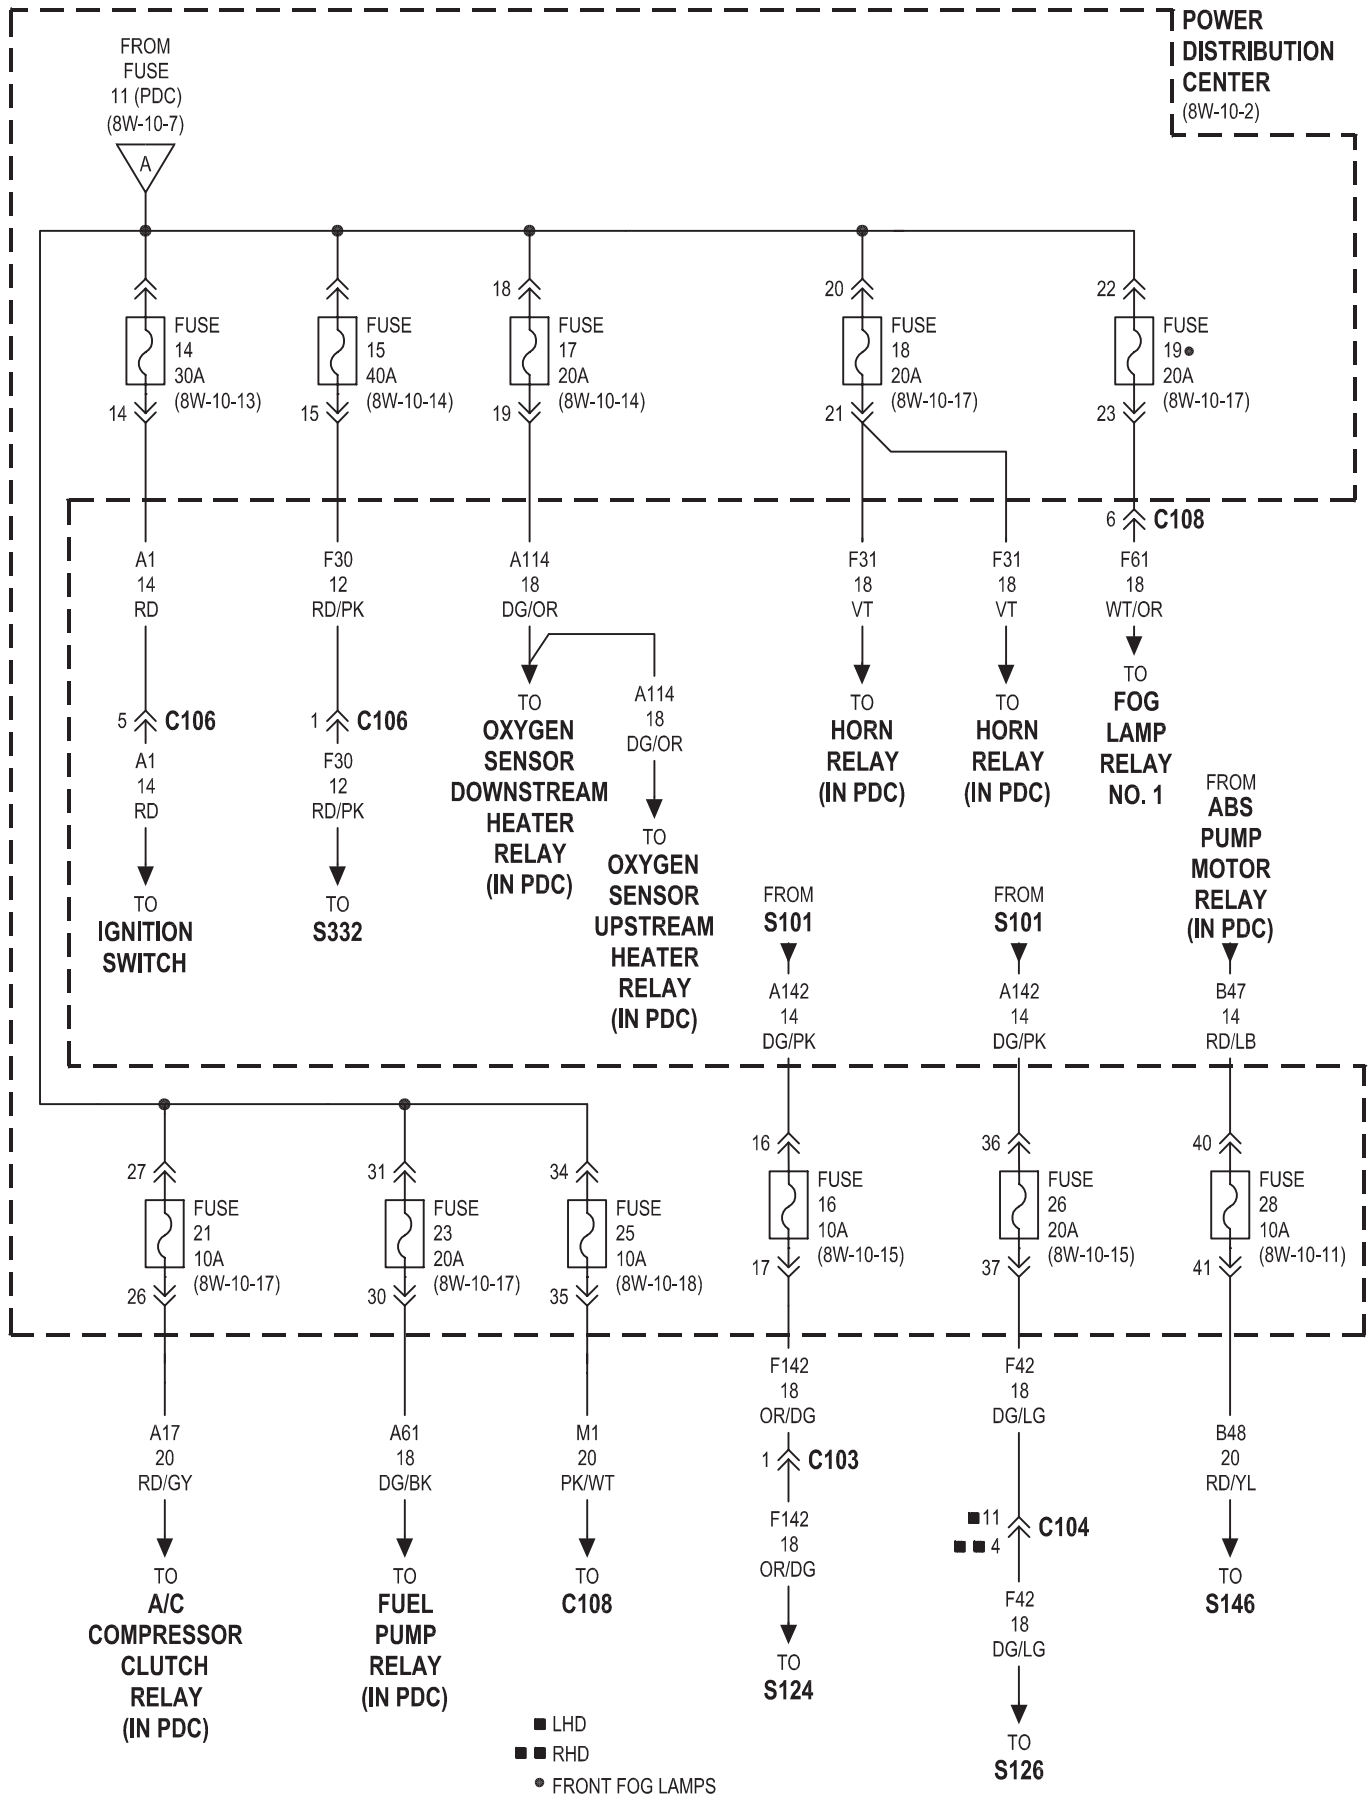 POWER
DISTRIBUTION
CENTER
(8W-10-2)
FROM
FUSE
11 (PDC)
(8W-10-7)
A
FUSE
14
30A
(8W-10-13)
14
FUSE
15
40A
(8W-10-14)
15
18
FUSE
17
20A
(8W-10-14)
19
20
FUSE
18
20A
(8W-10-17)
21
22
FUSE
19●
20A
(8W-10-17)
23
6 C108
A1
14
RD
5 C106
A1
14
RD
TO
IGNITION
SWITCH
F30
12
RD/PK
1 C106
F30
12
RD/PK
TO
S332
A114
18
DG/OR
TO
OXYGEN
SENSOR
DOWNSTREAM
HEATER
RELAY
(IN PDC)
A114
18
DG/OR
TO
OXYGEN
SENSOR
UPSTREAM
HEATER
RELAY
(IN PDC)
F31
18
VT
TO
HORN
RELAY
(IN PDC)
F31
18
VT
TO
HORN
RELAY
(IN PDC)
F61
18
WT/OR
TO
FOG
LAMP
RELAY
NO. 1
FROM
S101
A142
14
DG/PK
FROM
S101
A142
14
DG/PK
FROM
ABS
PUMP
MOTOR
RELAY
(IN PDC)
B47
14
RD/LB
27
FUSE
21
10A
(8W-10-17)
26
31
FUSE
23
20A
(8W-10-17)
30
34
FUSE
25
10A
(8W-10-18)
35
16
FUSE
16
10A
(8W-10-15)
17
36
FUSE
26
20A
(8W-10-15)
37
40
FUSE
28
10A
(8W-10-11)
41
A17
20
RD/GY
TO
A/C
COMPRESSOR
CLUTCH
RELAY
(IN PDC)
A61
18
DG/BK
TO
FUEL
PUMP
RELAY
(IN PDC)
M1
20
PK/WT
TO
C108
F142
18
OR/DG
1 C103
F142
18
OR/DG
TO
S124
F42
18
DG/LG
■ 11
■ ■ 4
C104
F42
18
DG/LG
TO
S126
B48
20
RD/YL
TO
S146
■ LHD
■ ■ RHD
● FRONT FOG LAMPS